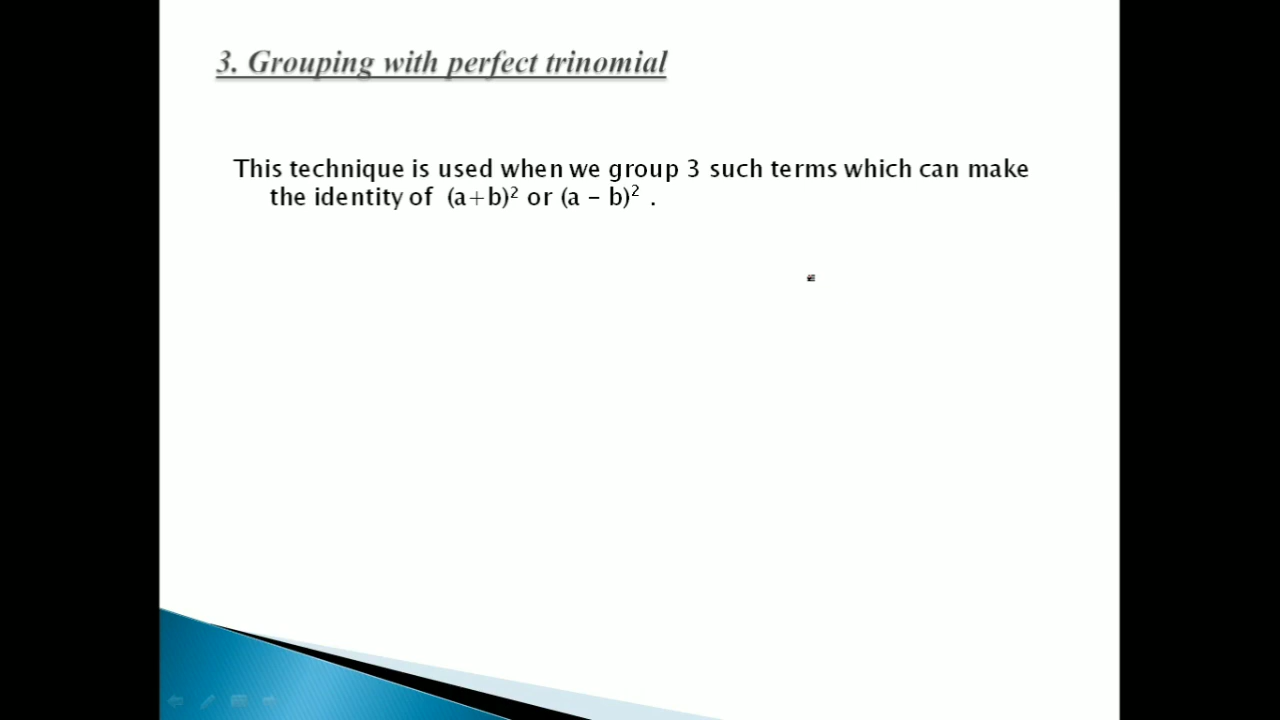 3. Grouping with perfect trinomial
This technique is used when we group 3 such terms which can make
the identity of (a+b)² or (a – b)² .